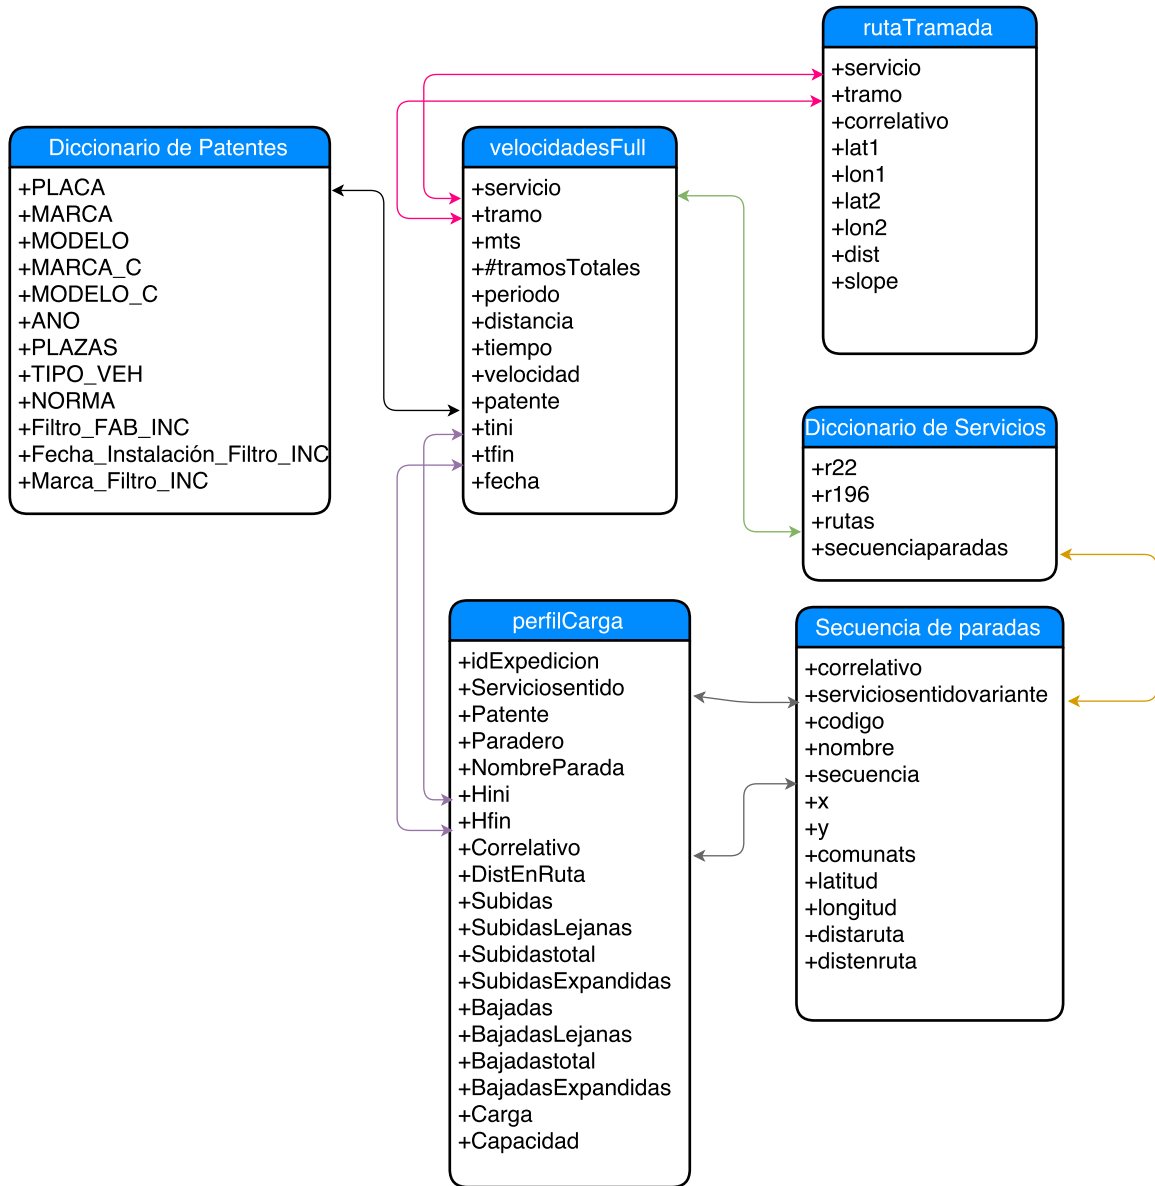 rutaTramada
+servicio
+tramo
+correlativo
+lat1
+lon1
+lat2
+lon2
+dist
+slope
Diccionario de Patentes
+PLACA
+MARCA
+MODELO
+MARCA_C
+MODELO_C
+ANO
+PLAZAS
+TIPO_VEH
+NORMA
+Filtro_FAB_INC
+Fecha_Instalación_Filtro_INC
+Marca_Filtro_INC
velocidadesFull
+servicio
+tramo
+mts
+#tramosTotales
+periodo
+distancia
+tiempo
+velocidad
+patente
+tini
+tfin
+fecha
Diccionario de Servicios
+r22
+r196
+rutas
+secuenciaparadas
perfilCarga
+idExpedicion
+Serviciosentido
+Patente
+Paradero
+NombreParada
+Hini
+Hfin
+Correlativo
+DistEnRuta
+Subidas
+SubidasLejanas
+Subidastotal
+SubidasExpandidas
+Bajadas
+BajadasLejanas
+Bajadastotal
+BajadasExpandidas
+Carga
+Capacidad
Secuencia de paradas
+correlativo
+serviciosentidovariante
+codigo
+nombre
+secuencia
+x
+y
+comunats
+latitud
+longitud
+distaruta
+distenruta